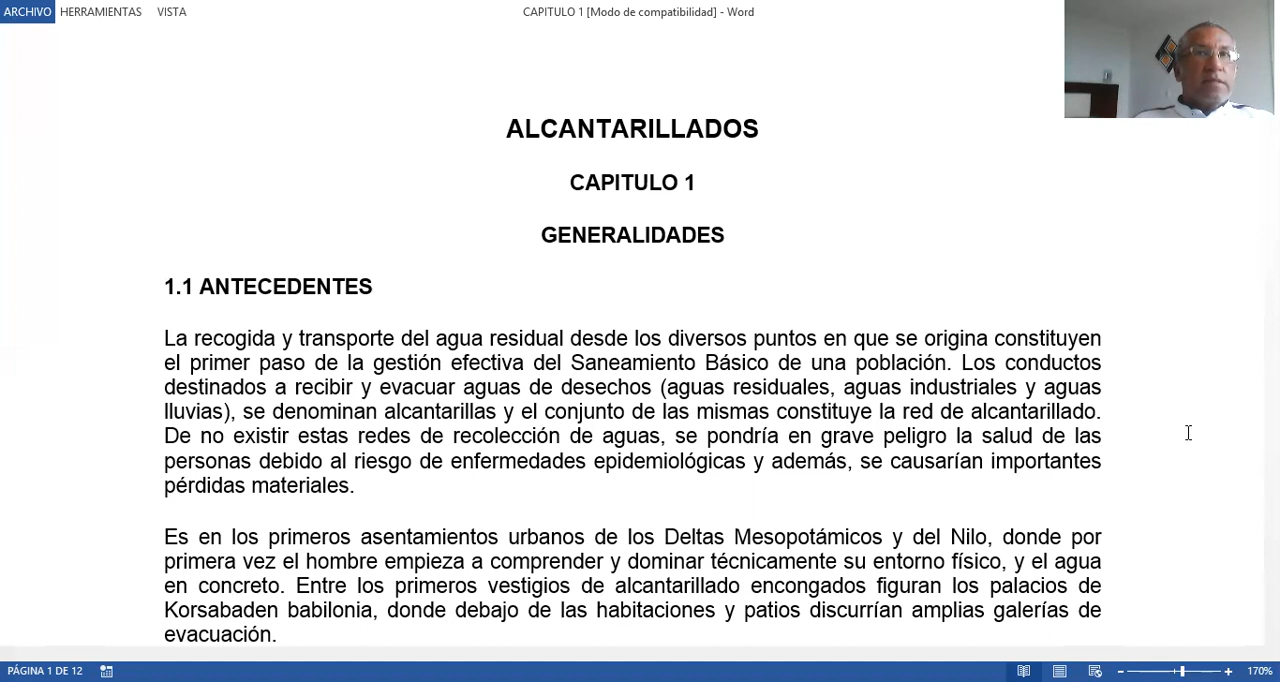 ARCHIVO HERRAMIENTAS VISTA
CAPITULO 1 [Modo de compatibilidad] - Word
ALCANTARILLADOS
CAPITULO 1
GENERALIDADES
1.1 ANTECEDENTES
La recogida y transporte del agua residual desde los diversos puntos en que se origina constituyen
el primer paso de la gestión efectiva del Saneamiento Básico de una población. Los conductos
destinados a recibir y evacuar aguas de desechos (aguas residuales, aguas industriales y aguas
lluvias), se denominan alcantarillas y el conjunto de las mismas constituye la red de alcantarillado.
De no existir estas redes de recolección de aguas, se pondría en grave peligro la salud de las
personas debido al riesgo de enfermedades epidemiológicas y además, se causarían importantes
pérdidas materiales.
Es en los primeros asentamientos urbanos de los Deltas Mesopotámicos y del Nilo, donde por
primera vez el hombre empieza a comprender y dominar técnicamente su entorno físico, y el agua
en concreto. Entre los primeros vestigios de alcantarillado encongados figuran los palacios de
Korsabaden babilonia, donde debajo de las habitaciones y patios discurrían amplias galerías de
evacuación.
PÁGINA 1 DE 12
170%